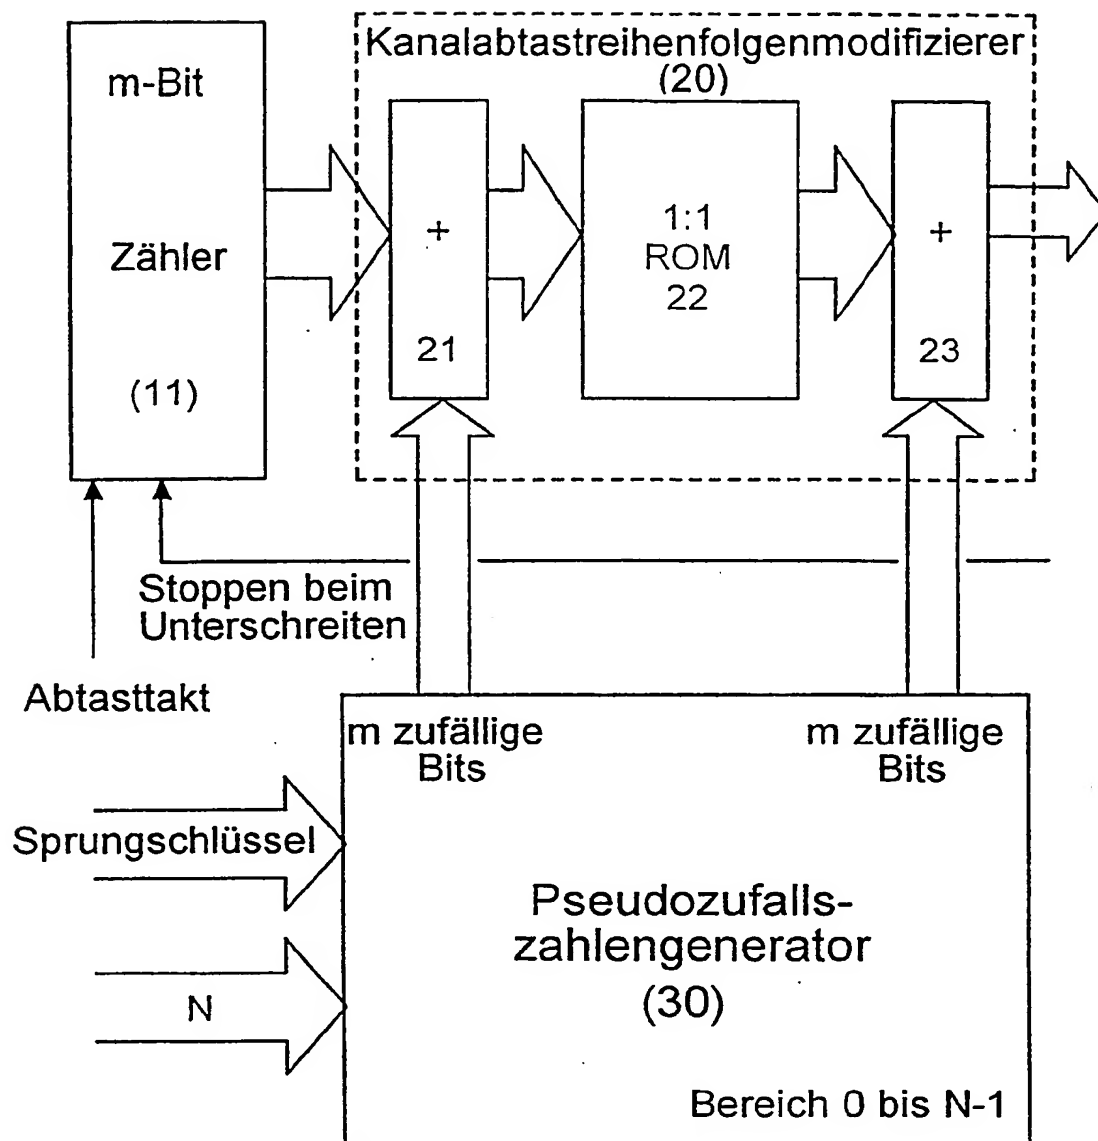 m-Bit
Zähler
(11)
Kanalabtastreihenfolgenmodifizierer
(20)
+
21
1:1
ROM
22
+
23
Stoppen beim
Unterschreiten
Abtasttakt
m zufällige
Bits
m zufällige
Bits
Sprungschlüssel
N
Pseudozufalls-
zahlengenerator
(30)
Bereich 0 bis N-1